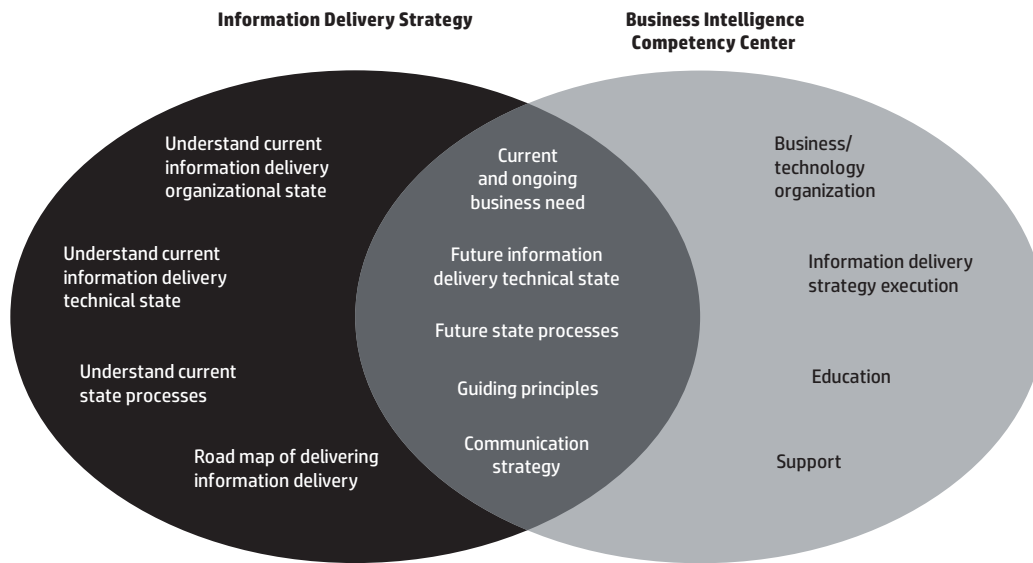 Information Delivery Strategy
Business Intelligence
Competency Center
Understand current
information delivery
organizational state
Understand current
information delivery
technical state
Understand current
state processes
Road map of delivering
information delivery
Current
and ongoing
business need
Future information
delivery technical state
Future state processes
Guiding principles
Communication
strategy
Business/
technology
organization
Information delivery
strategy execution
Education
Support